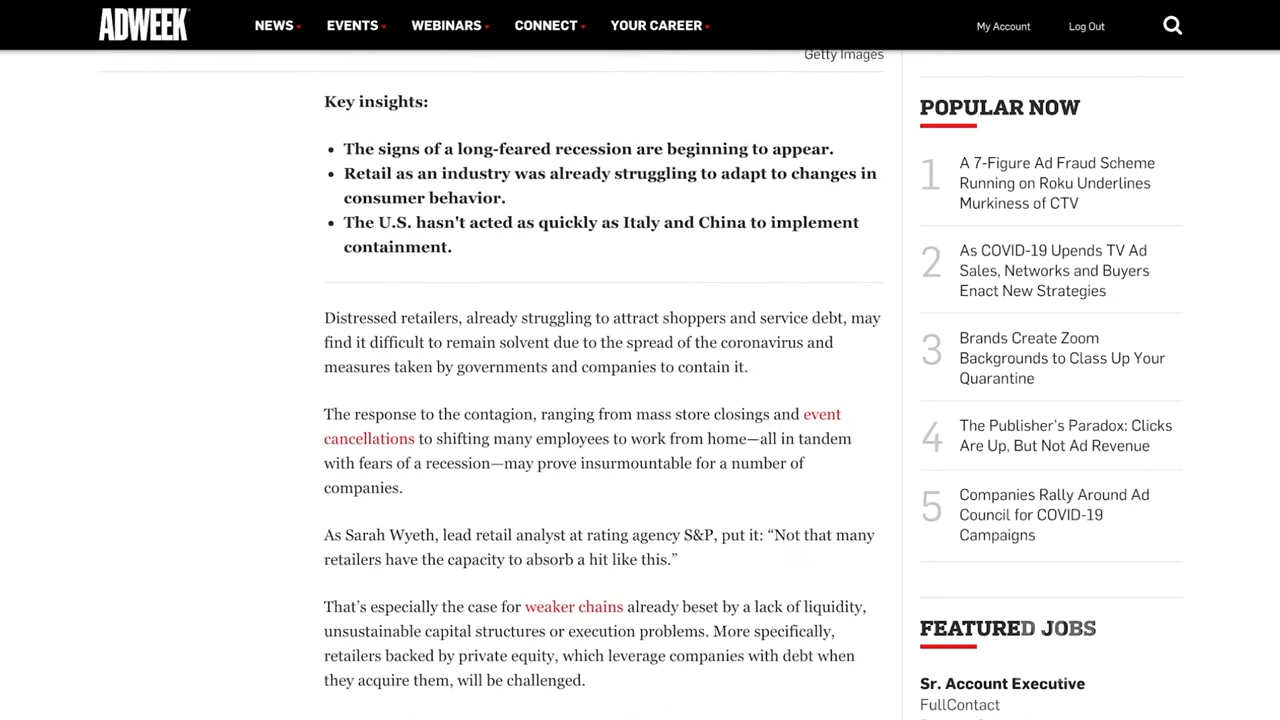 ADWEEK
NEWS
EVENTS
WEBINARS
CONNECT
YOUR CAREER
My Account
Log Out
Getty Images
Key insights:
• The signs of a long-feared recession are beginning to appear.
• Retail as an industry was already struggling to adapt to changes in
consumer behavior.
• The U.S. hasn't acted as quickly as Italy and China to implement
containment.
Distressed retailers, already struggling to attract shoppers and service debt, may
find it difficult to remain solvent due to the spread of the coronavirus and
measures taken by governments and companies to contain it.
The response to the contagion, ranging from mass store closings and event
cancellations to shifting many employees to work from home—all in tandem
with fears of a recession—may prove insurmountable for a number of
companies.
As Sarah Wyeth, lead retail analyst at rating agency S&P, put it: “Not that many
retailers have the capacity to absorb a hit like this.”
That’s especially the case for weaker chains already beset by a lack of liquidity,
unsustainable capital structures or execution problems. More specifically,
retailers backed by private equity, which leverage companies with debt when
they acquire them, will be challenged.
POPULAR NOW
1
A 7-Figure Ad Fraud Scheme
Running on Roku Underlines
Murkiness of CTV
2
As COVID-19 Upends TV Ad
Sales, Networks and Buyers
Enact New Strategies
3
Brands Create Zoom
Backgrounds to Class Up Your
Quarantine
4
The Publisher’s Paradox: Clicks
Are Up, But Not Ad Revenue
5
Companies Rally Around Ad
Council for COVID-19
Campaigns
FEATURED JOBS
Sr. Account Executive
FullContact